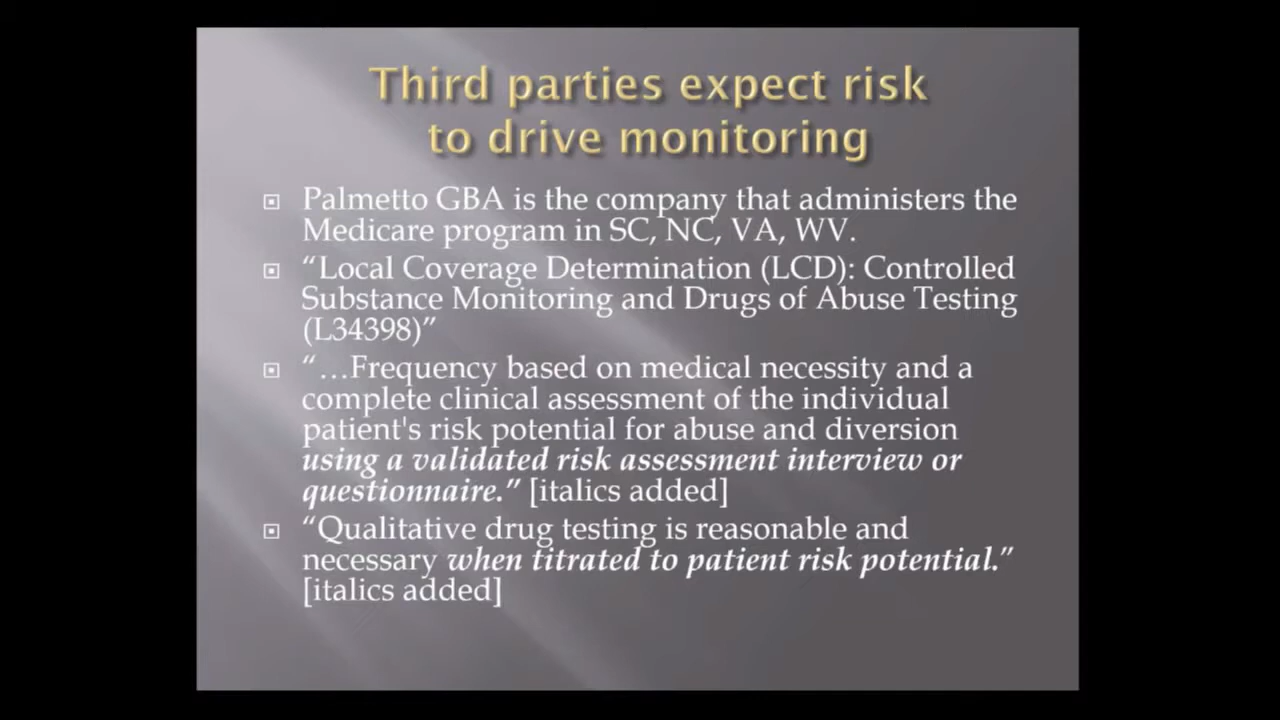 Third parties expect risk
to drive monitoring
Palmetto GBA is the company that administers the
Medicare program in SC, NC, VA, WV.
“Local Coverage Determination (LCD): Controlled
Substance Monitoring and Drugs of Abuse Testing
(L34398)”
“…Frequency based on medical necessity and a
complete clinical assessment of the individual
patient's risk potential for abuse and diversion
using a validated risk assessment interview or
questionnaire.” [italics added]
“Qualitative drug testing is reasonable and
necessary when titrated to patient risk potential.”
[italics added]